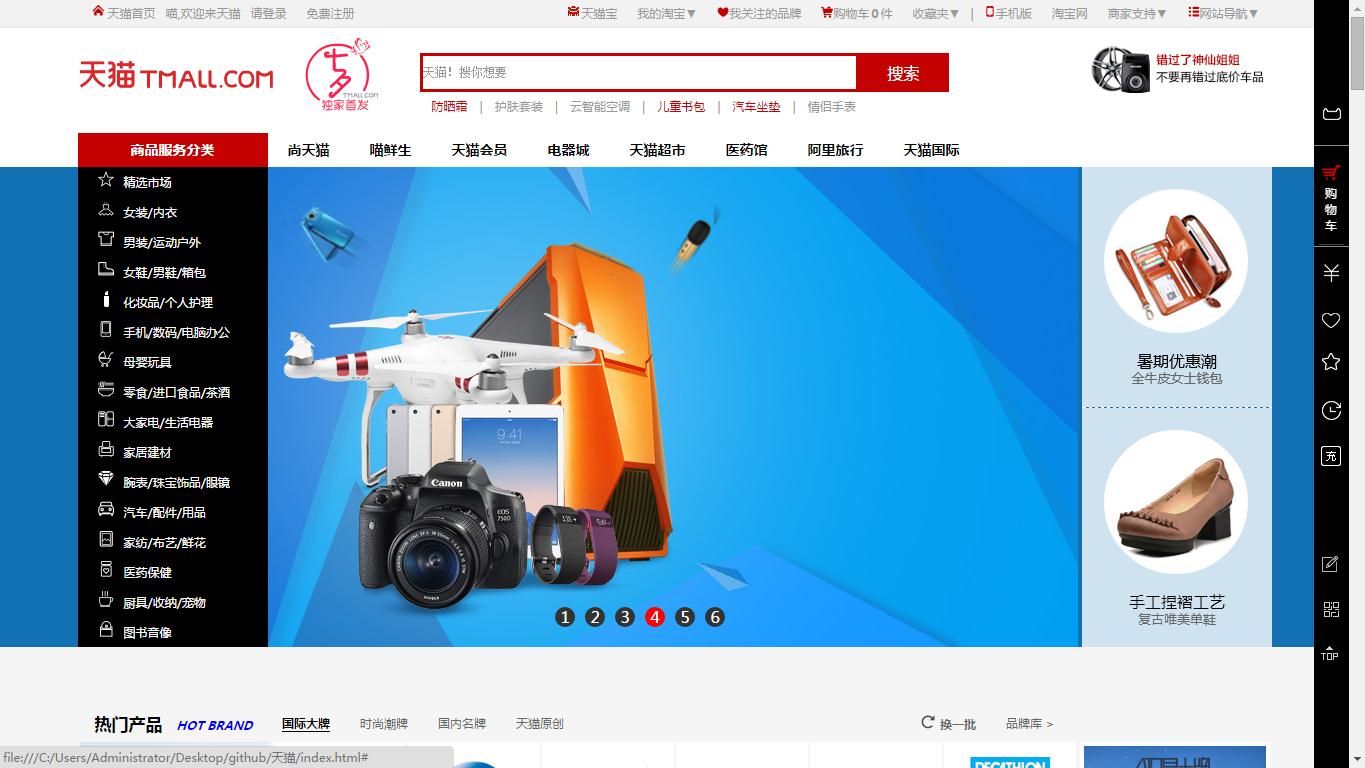 天猫首页 喵,欢迎来天猫 请登录 免费注册 天猫宝 我的淘宝▼ 我关注的品牌 购物车 0 件 收藏夹▼ | 手机版 淘宝网 商家支持▼ 网站导航▼
天猫 TMALL.COM
七夕
TMALL.COM
独家首发
天猫！搜你想要
搜索
错过了神仙姐姐
不要再错过底价车品
防晒霜 | 护肤套装 | 云智能空调 | 儿童书包 | 汽车坐垫 | 情侣手表
商品服务分类 尚天猫 喵鲜生 天猫会员 电器城 天猫超市 医药馆 阿里旅行 天猫国际
精选市场
女装/内衣
男装/运动户外
女鞋/男鞋/箱包
化妆品/个人护理
手机/数码/电脑办公
母婴玩具
零食/进口食品/茶酒
大家电/生活电器
家居建材
腕表/珠宝饰品/眼镜
汽车/配件/用品
家纺/布艺/鲜花
医药保健
厨具/收纳/宠物
图书音像
9:41
Canon
EOS
750D
1 2 3 4 5 6
暑期优惠潮
全牛皮女士钱包
手工捏褶工艺
复古唯美单鞋
购
物
车
充
TOP
热门产品 HOT BRAND 国际大牌 时尚潮牌 国内名牌 天猫原创 换一批 品牌库 >
DECATHLON
file:///C:/Users/Administrator/Desktop/github/天猫/index.html#